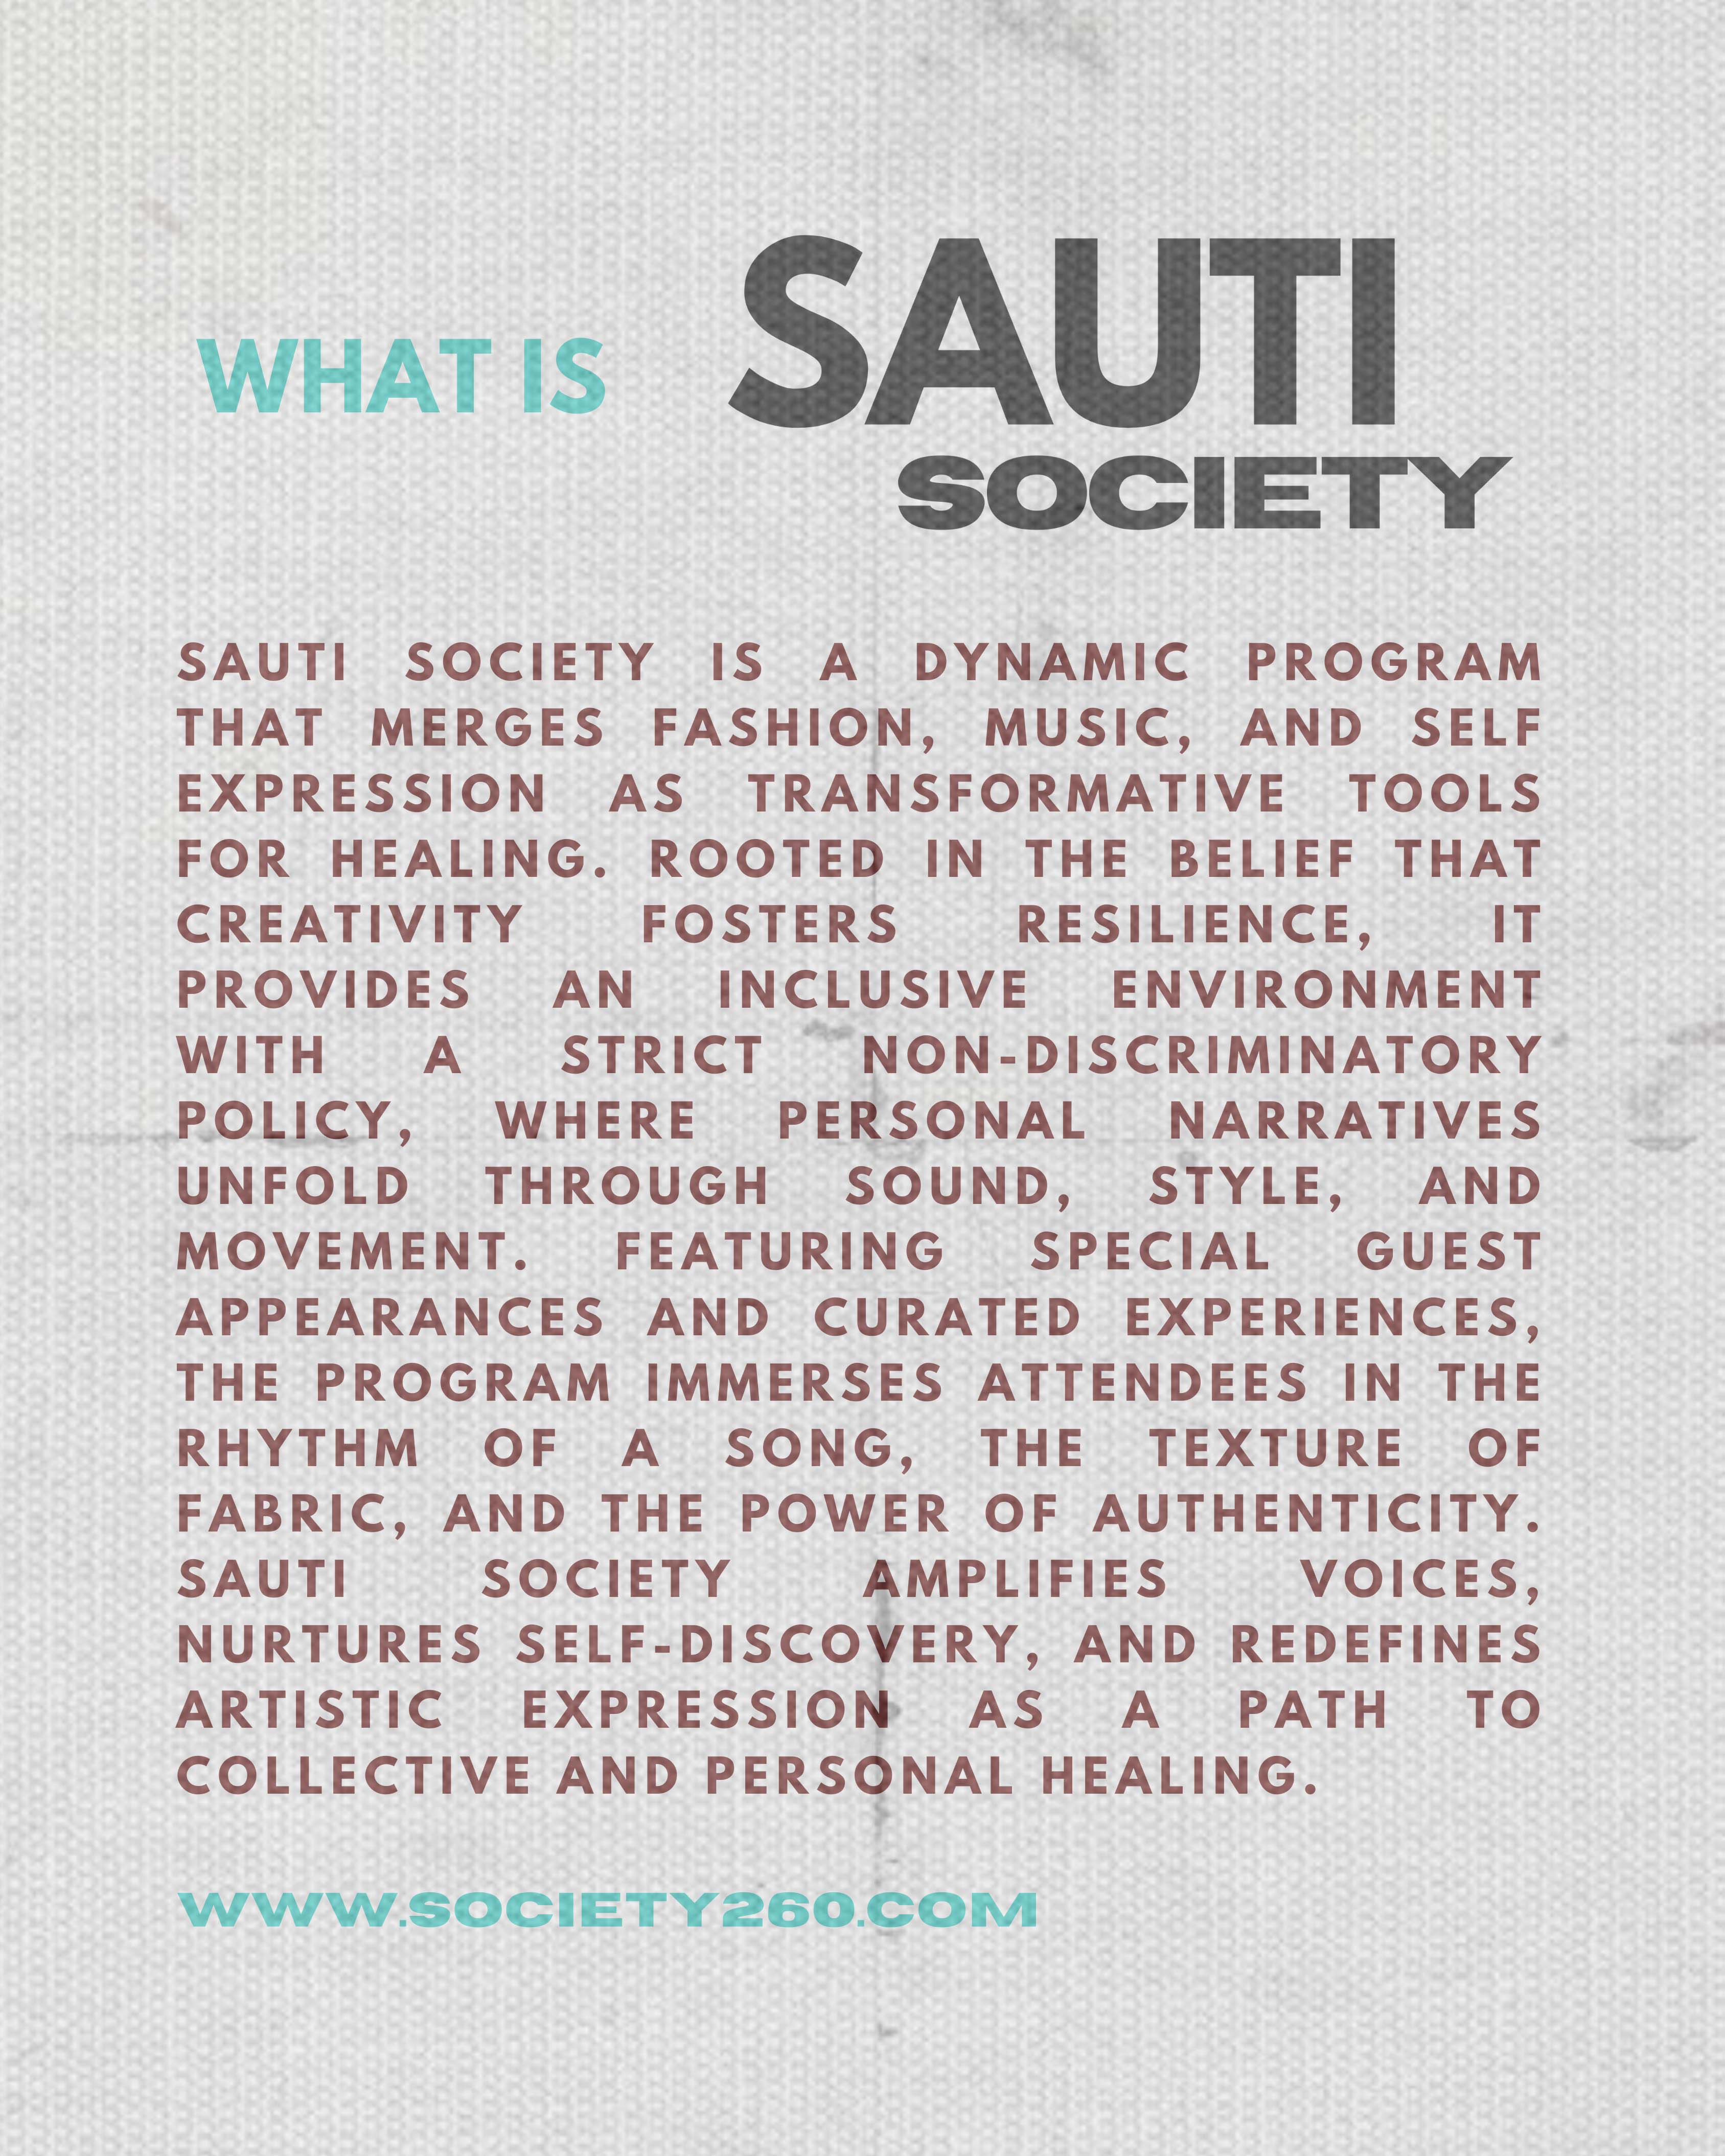 WHAT IS SAUTI
SOCIETY
SAUTI SOCIETY IS A DYNAMIC PROGRAM
THAT MERGES FASHION, MUSIC, AND SELF
EXPRESSION AS TRANSFORMATIVE TOOLS
FOR HEALING. ROOTED IN THE BELIEF THAT
CREATIVITY FOSTERS RESILIENCE, IT
PROVIDES AN INCLUSIVE ENVIRONMENT
WITH A STRICT NON-DISCRIMINATORY
POLICY, WHERE PERSONAL NARRATIVES
UNFOLD THROUGH SOUND, STYLE, AND
MOVEMENT. FEATURING SPECIAL GUEST
APPEARANCES AND CURATED EXPERIENCES,
THE PROGRAM IMMERSES ATTENDEES IN THE
RHYTHM OF A SONG, THE TEXTURE OF
FABRIC, AND THE POWER OF AUTHENTICITY.
SAUTI SOCIETY AMPLIFIES VOICES,
NURTURES SELF-DISCOVERY, AND REDEFINES
ARTISTIC EXPRESSION AS A PATH TO
COLLECTIVE AND PERSONAL HEALING.
WWW.SOCIETY260.COM